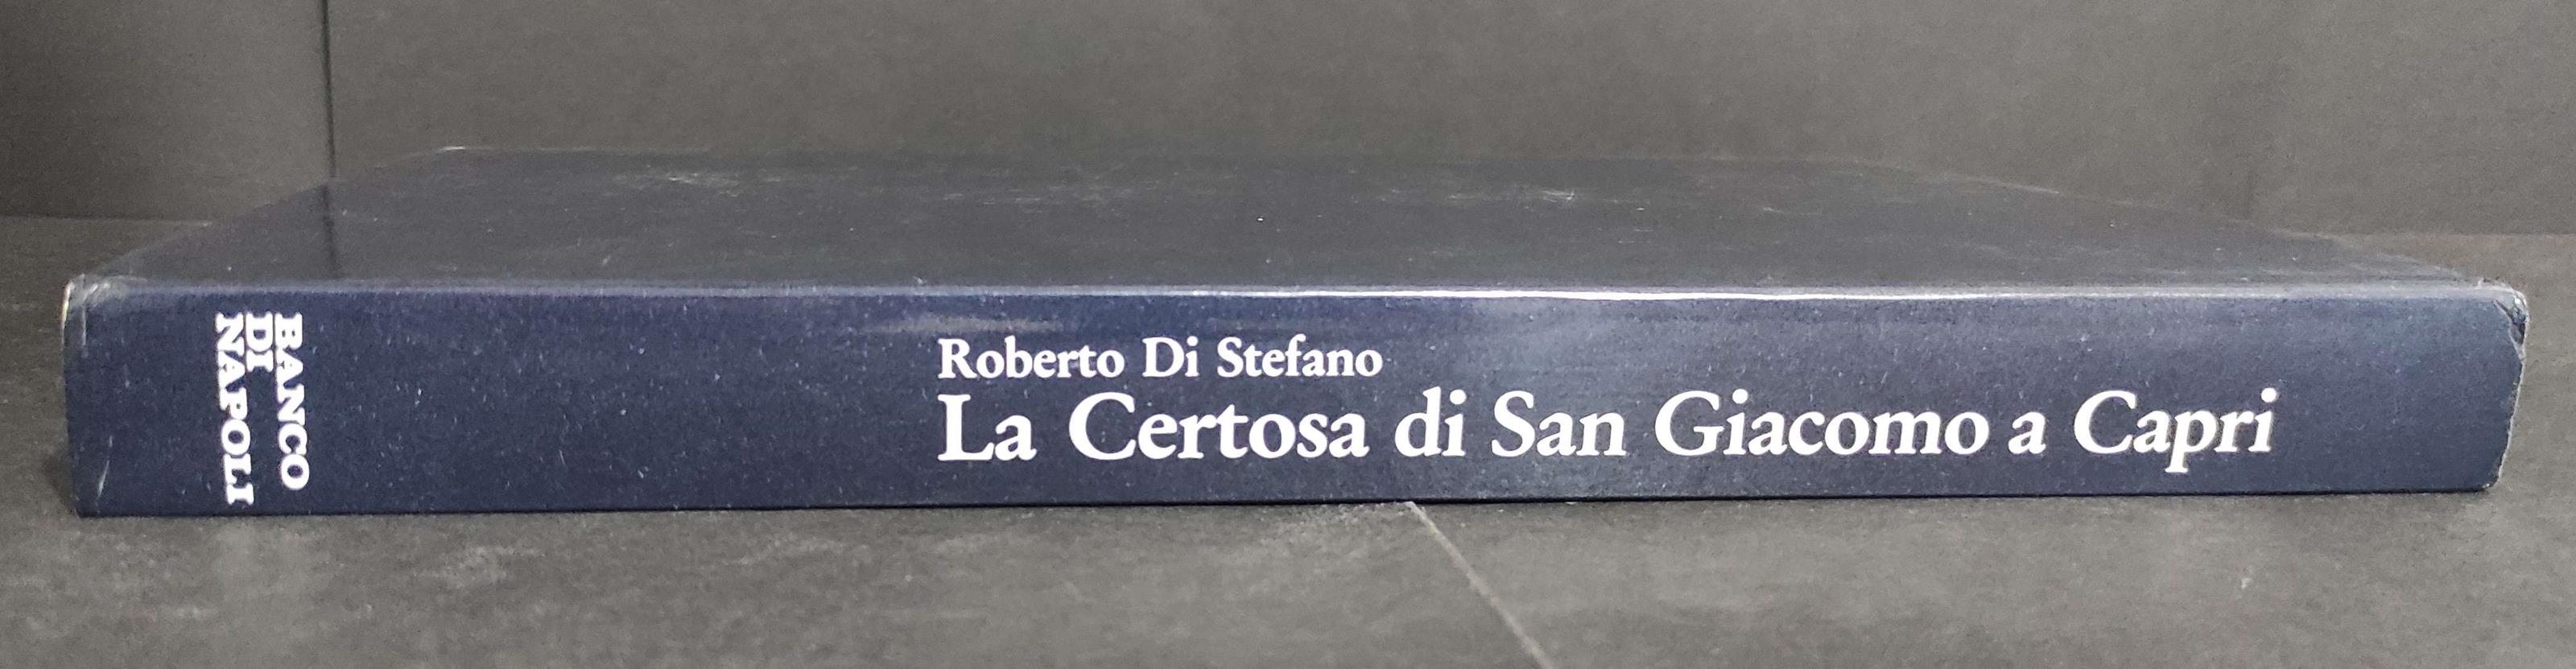 Roberto Di Stefano
La Certosa di San Giacomo a Capri
BANCO
DI
NAPOLI